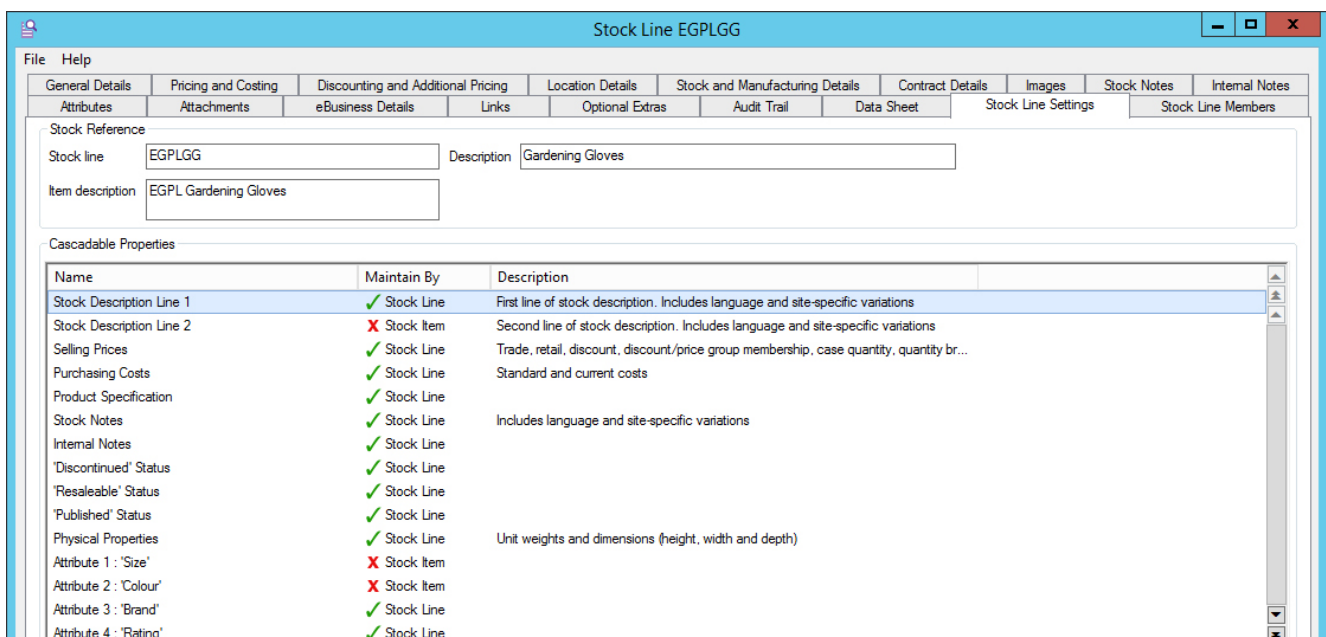 Stock Line EGPLGG
File Help
General Details Pricing and Costing Discounting and Additional Pricing Location Details Stock and Manufacturing Details Contract Details Images Stock Notes Internal Notes
Attributes Attachments eBusiness Details Links Optional Extras Audit Trail Data Sheet Stock Line Settings Stock Line Members
Stock Reference
Stock line EGPLGG Description Gardening Gloves
Item description EGPL Gardening Gloves
Cascadable Properties
Name Maintain By Description
Stock Description Line 1 Stock Line First line of stock description. Includes language and site-specific variations
Stock Description Line 2 Stock Item Second line of stock description. Includes language and site-specific variations
Selling Prices Stock Line Trade, retail, discount, discount/price group membership, case quantity, quantity br...
Purchasing Costs Stock Line Standard and current costs
Product Specification Stock Line
Stock Notes Stock Line Includes language and site-specific variations
Internal Notes Stock Line
'Discontinued' Status Stock Line
'Resaleable' Status Stock Line
'Published' Status Stock Line
Physical Properties Stock Line Unit weights and dimensions (height, width and depth)
Attribute 1 : 'Size' Stock Item
Attribute 2 : 'Colour' Stock Item
Attribute 3 : 'Brand' Stock Line
Attribute 4 : 'Rating' Stock Line